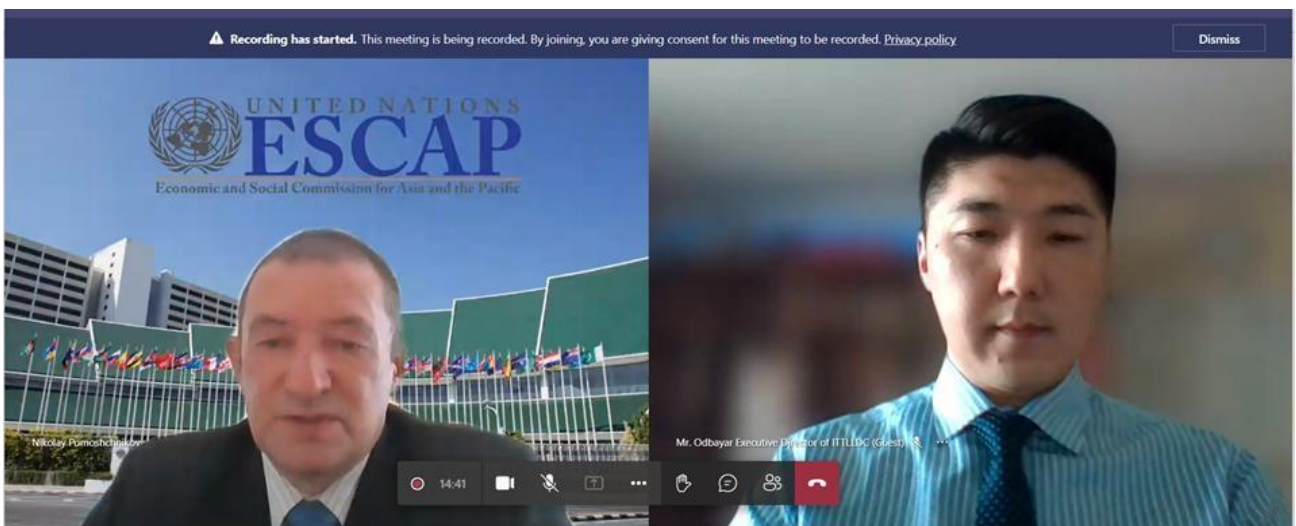 Recording has started. This meeting is being recorded. By joining, you are giving consent for this meeting to be recorded. Privacy policy
Dismiss
UNITED NATIONS
ESCAP
Economic and Social Commission for Asia and the Pacific
Nikolay Pomoshchnikov
Mr. Odbayar Executive Director of ITTLLDC (Guest)
14:41